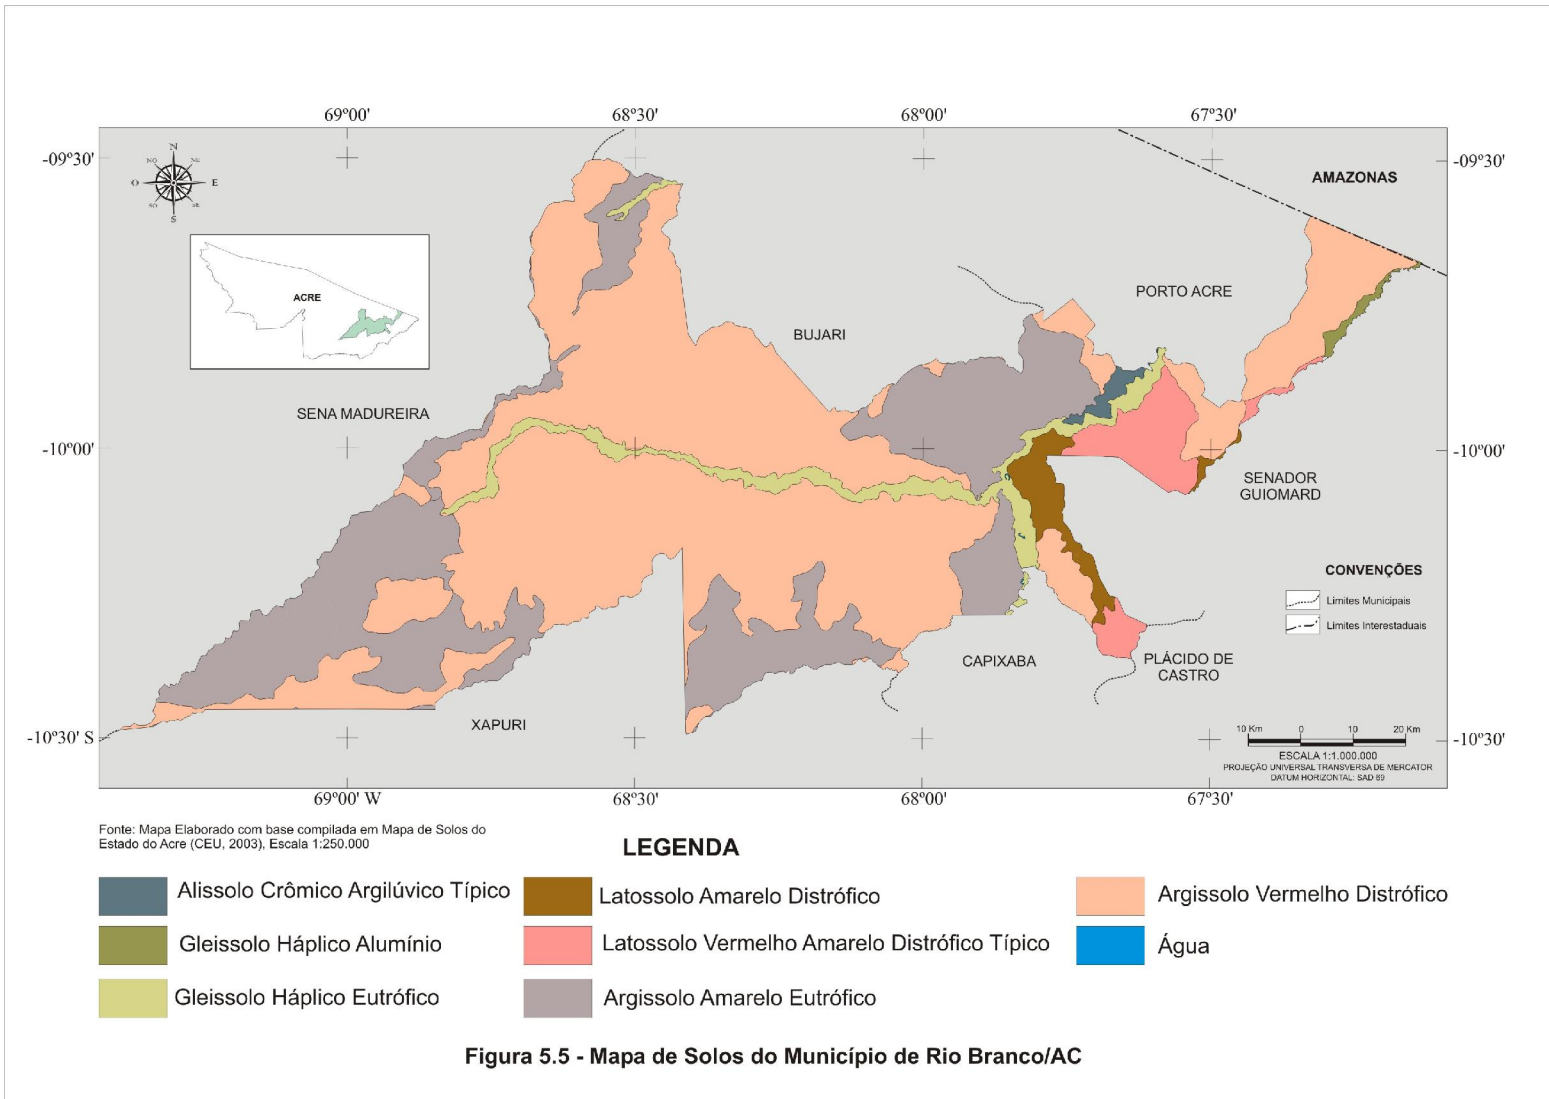 69º00'
68º30'
68º00'
67º30'
-09º30'
-09º30'
N
NO
NE
O
E
SO
SE
S
AMAZONAS
ACRE
PORTO ACRE
BUJARI
SENA MADUREIRA
-10º00'
-10º00'
SENADOR
GUIOMARD
CONVENÇÕES
Limites Municipais
Limites Interestaduais
CAPIXABA
PLÁCIDO DE
CASTRO
XAPURI
-10º30' S
-10º30'
10 Km
0
10
20 Km
ESCALA 1:1.000.000
PROJEÇÃO UNIVERSAL TRANSVERSA DE MERCATOR
DATUM HORIZONTAL: SAD 69
69º00' W
68º30'
68º00'
67º30'
Fonte: Mapa Elaborado com base compilada em Mapa de Solos do
Estado do Acre (CEU, 2003), Escala 1:250.000
LEGENDA
Alissolo Crômico Argilúvico Típico
Latossolo Amarelo Distrófico
Argissolo Vermelho Distrófico
Gleissolo Háplico Alumínio
Latossolo Vermelho Amarelo Distrófico Típico
Água
Gleissolo Háplico Eutrófico
Argissolo Amarelo Eutrófico
Figura 5.5 - Mapa de Solos do Município de Rio Branco/AC